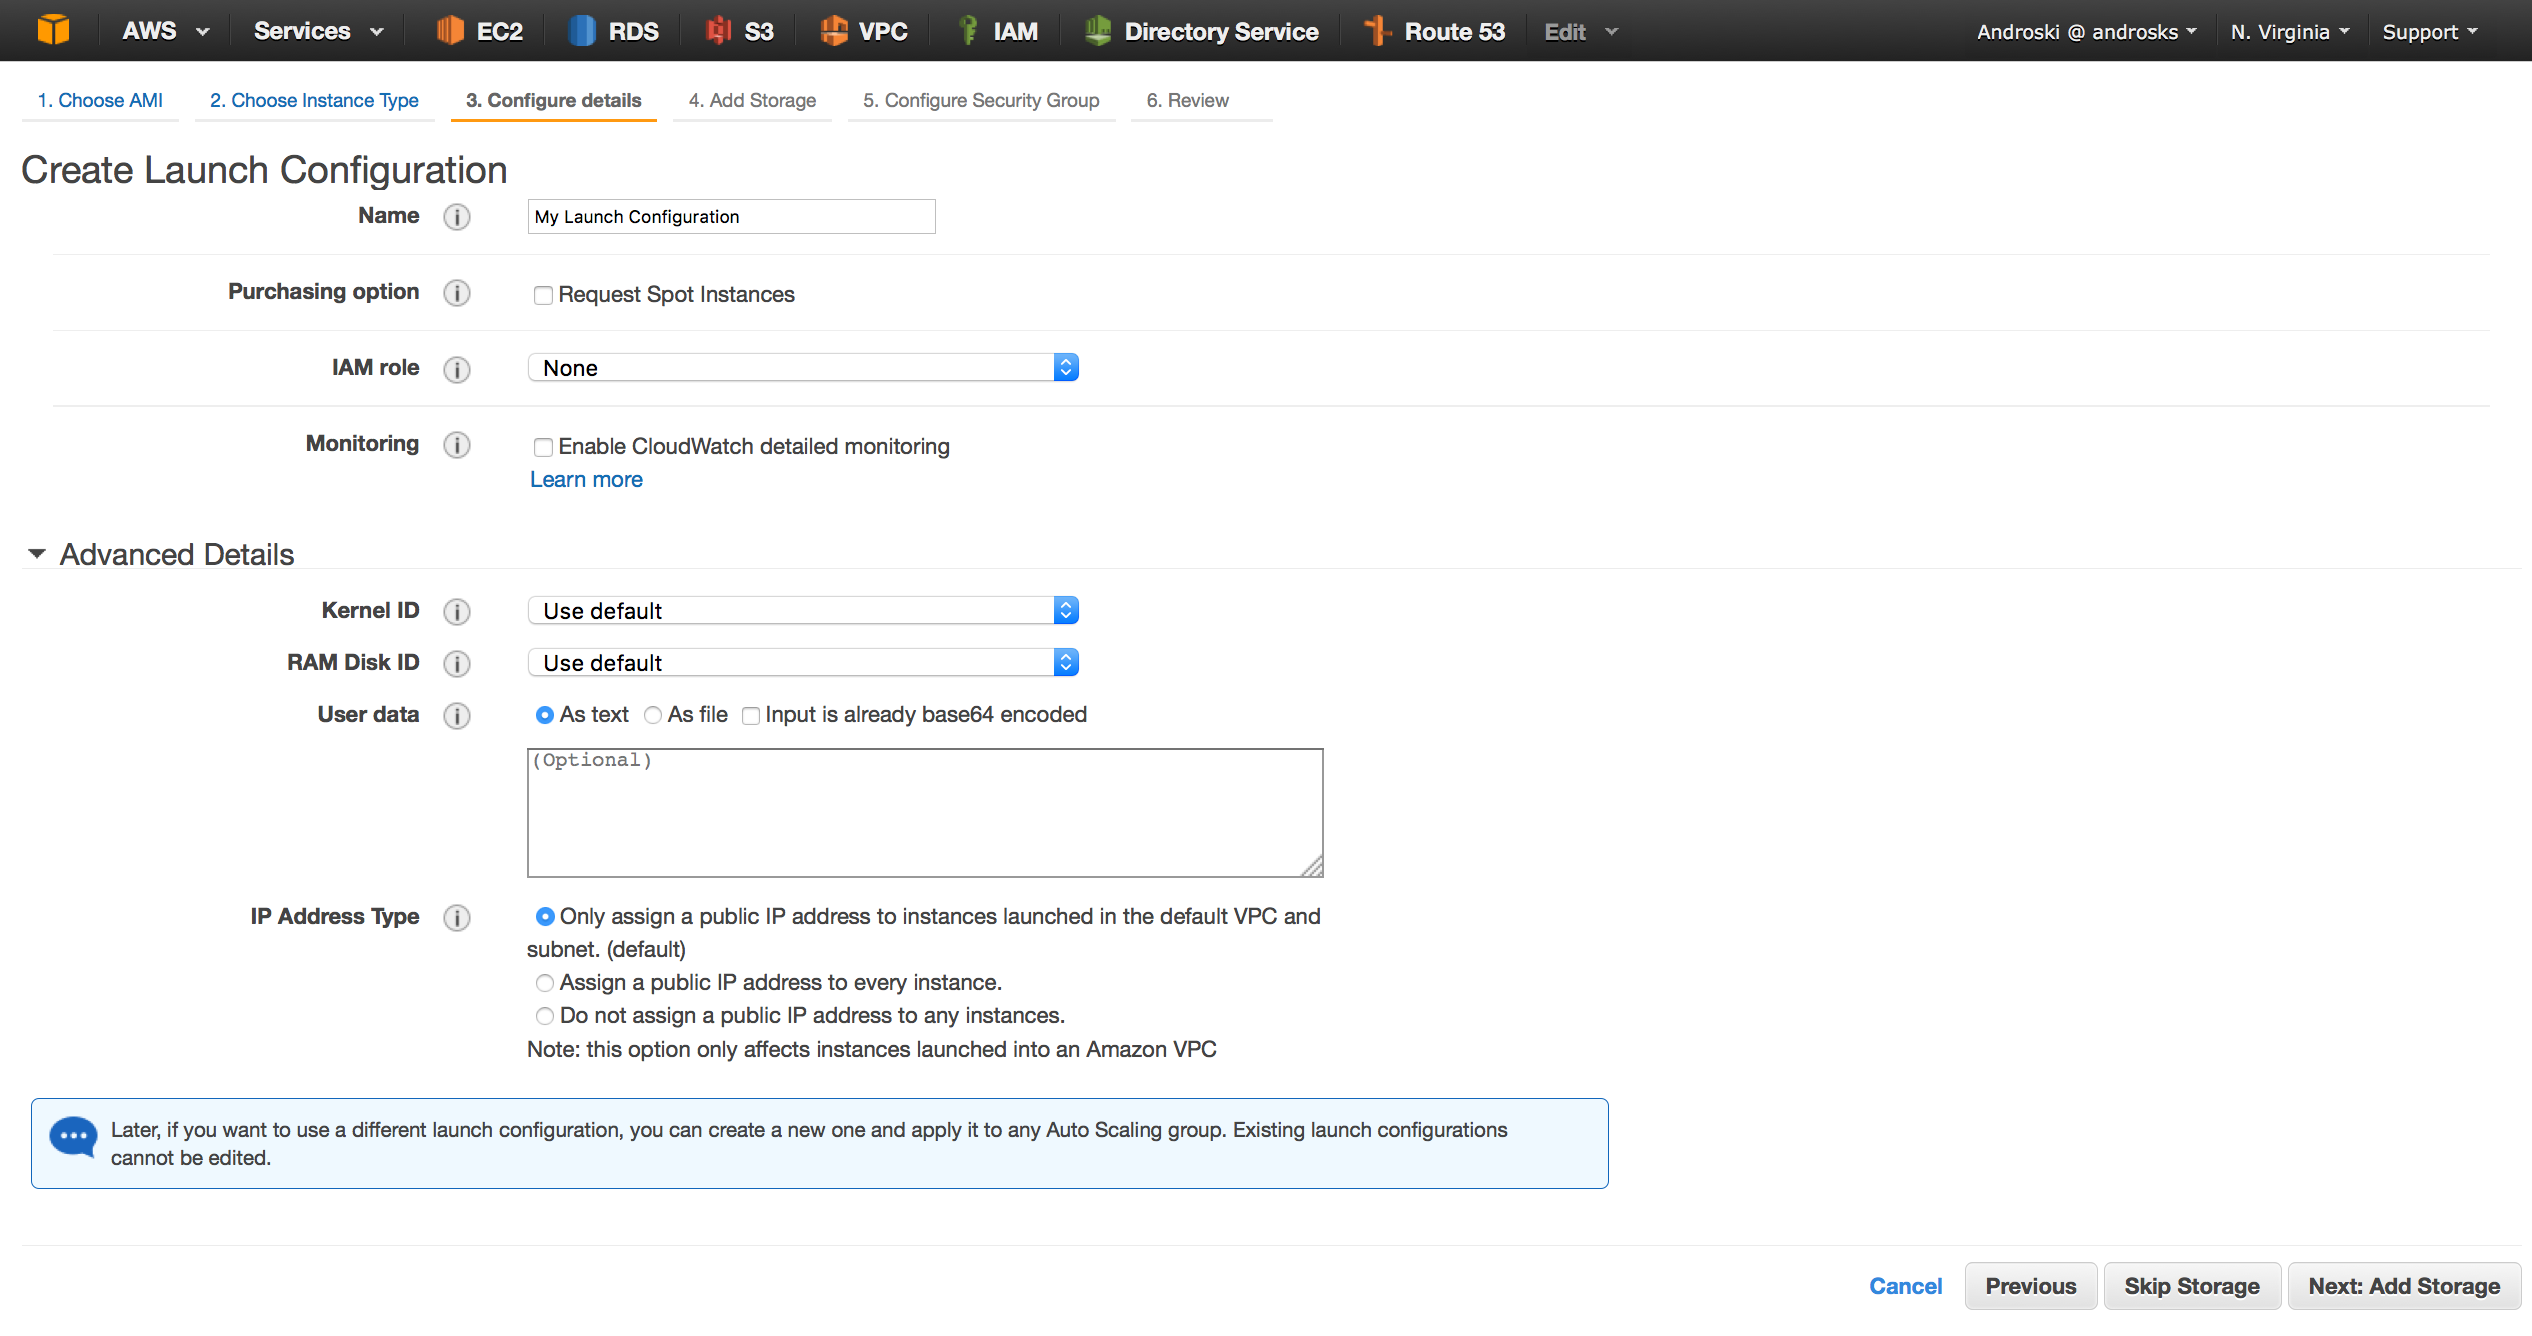 AWS Services EC2 RDS S3 VPC IAM Directory Service Route 53 Edit Androski @ androsks N. Virginia Support
1. Choose AMI 2. Choose Instance Type 3. Configure details 4. Add Storage 5. Configure Security Group 6. Review
Create Launch Configuration
Name i My Launch Configuration
Purchasing option i Request Spot Instances
IAM role i None
Monitoring i Enable CloudWatch detailed monitoring
Learn more
Advanced Details
Kernel ID i Use default
RAM Disk ID i Use default
User data i As text As file Input is already base64 encoded
(Optional)
IP Address Type i Only assign a public IP address to instances launched in the default VPC and
subnet. (default)
Assign a public IP address to every instance.
Do not assign a public IP address to any instances.
Note: this option only affects instances launched into an Amazon VPC
Later, if you want to use a different launch configuration, you can create a new one and apply it to any Auto Scaling group. Existing launch configurations
cannot be edited.
Cancel Previous Skip Storage Next: Add Storage